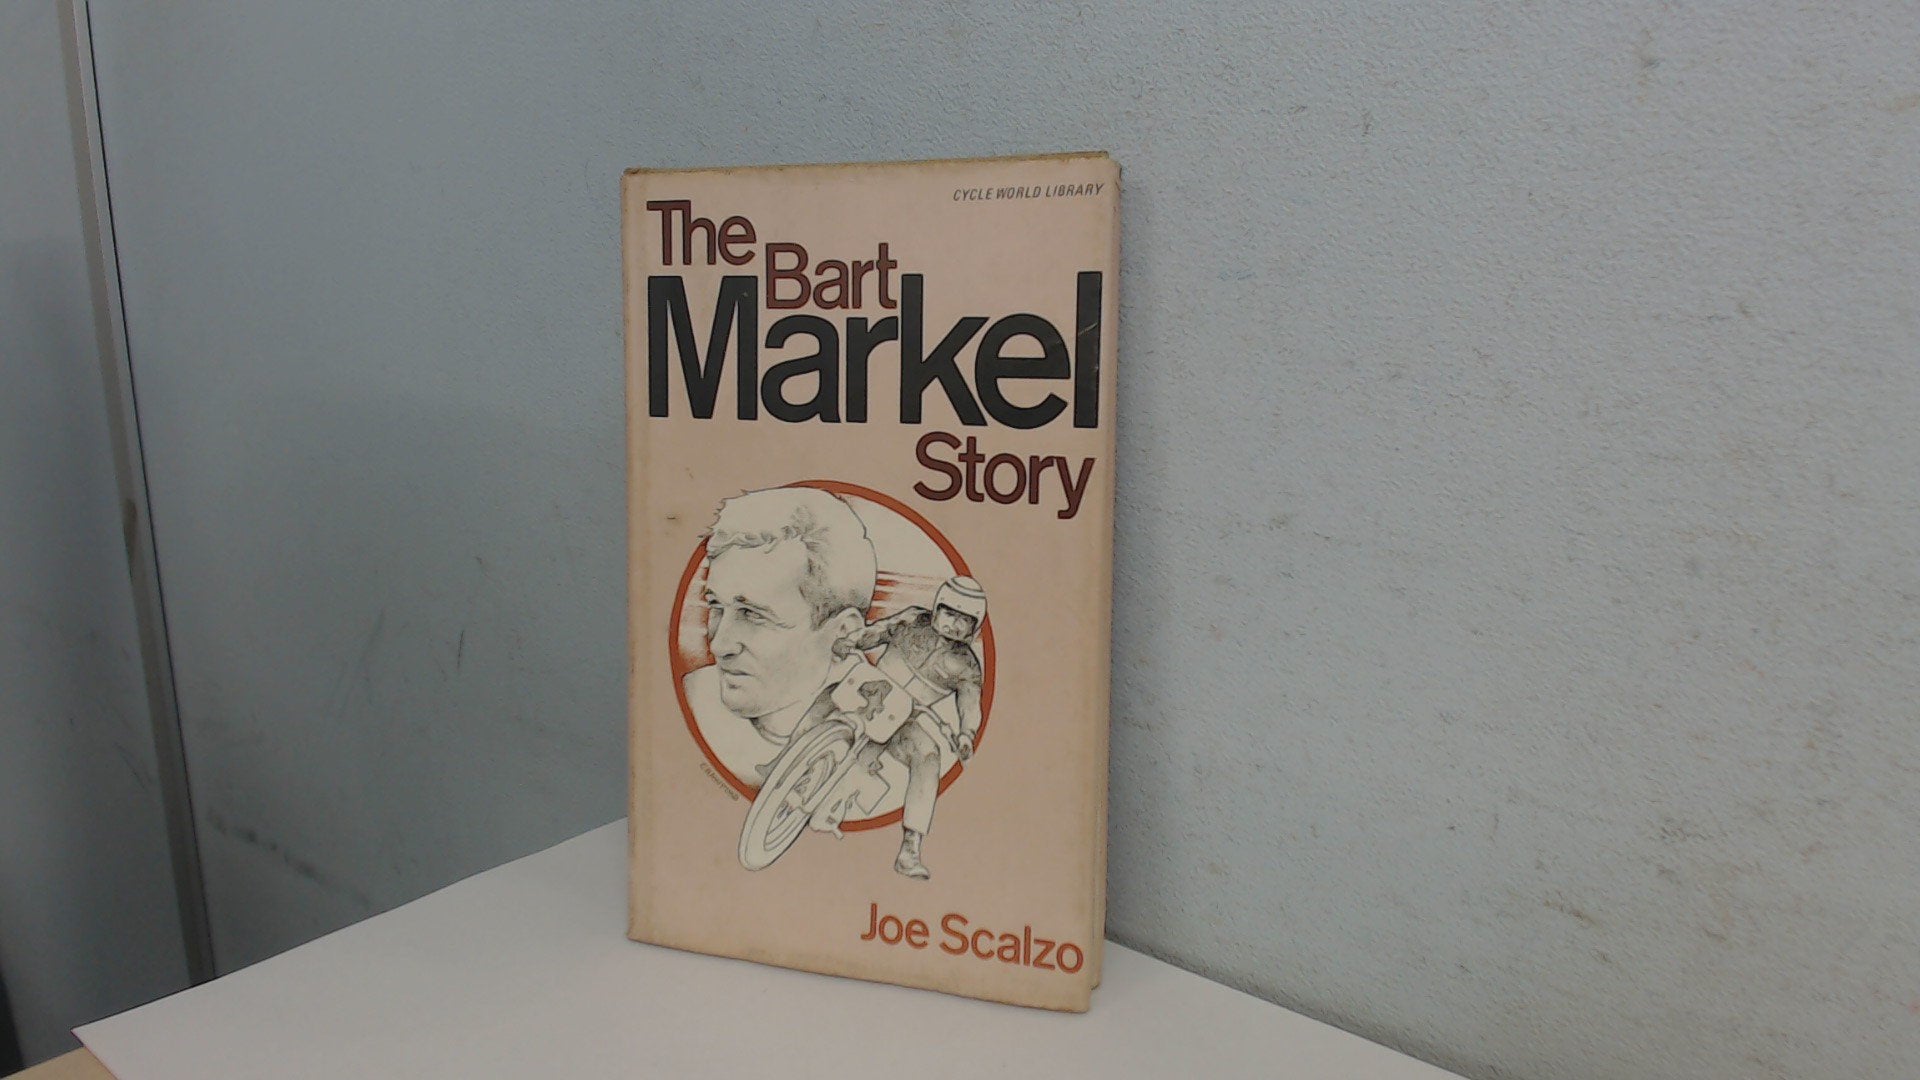 CYCLE WORLD LIBRARY
The
Bart
Markel
Story
Joe Scalzo